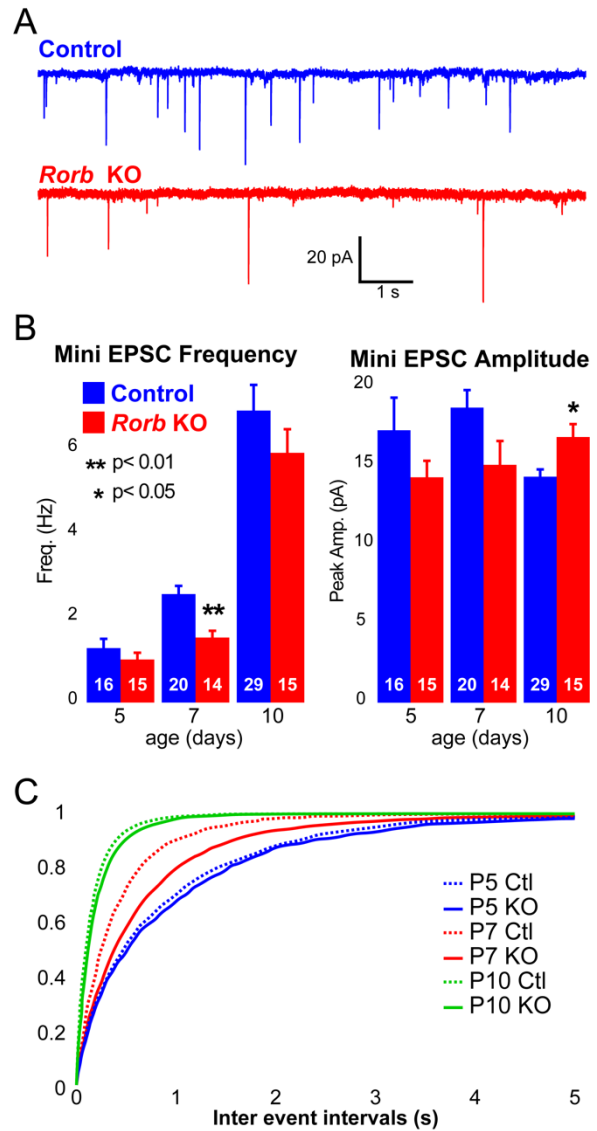 A
Control
Rorb KO
20 pA
1 s
B
Mini EPSC Frequency
Control
Rorb KO
** p< 0.01
* p< 0.05
Freq. (Hz)
6
4
2
0
**
16 15 20 14 29 15
5 7 10
age (days)
Mini EPSC Amplitude
Peak Amp. (pA)
20
15
10
5
0
*
16 15 20 14 29 15
5 7 10
age (days)
C
1
0.8
0.6
0.4
0.2
0
0 1 2 3 4 5
Inter event intervals (s)
P5 Ctl
P5 KO
P7 Ctl
P7 KO
P10 Ctl
P10 KO